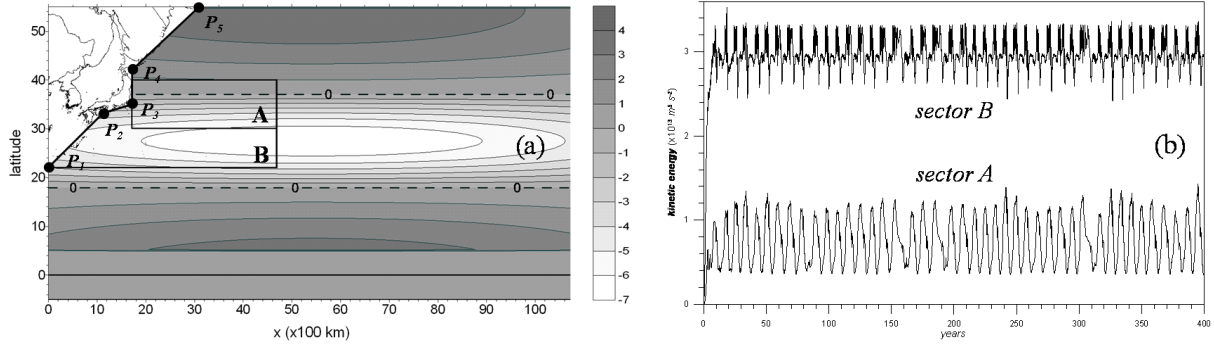 50
40
30
20
10
0
latitude
0 10 20 30 40 50 60 70 80 90 100
x (x100 km)
P5
P4
P3
P2
P1
0 0
A
B
0 0 0
(a)
4
3
2
1
0
-1
-2
-3
-4
-5
-6
-7
3
2
1
0
kinetic energy (x10¹³ m³ s⁻²)
sector B
sector A
(b)
0 50 100 150 200 250 300 350 400
years